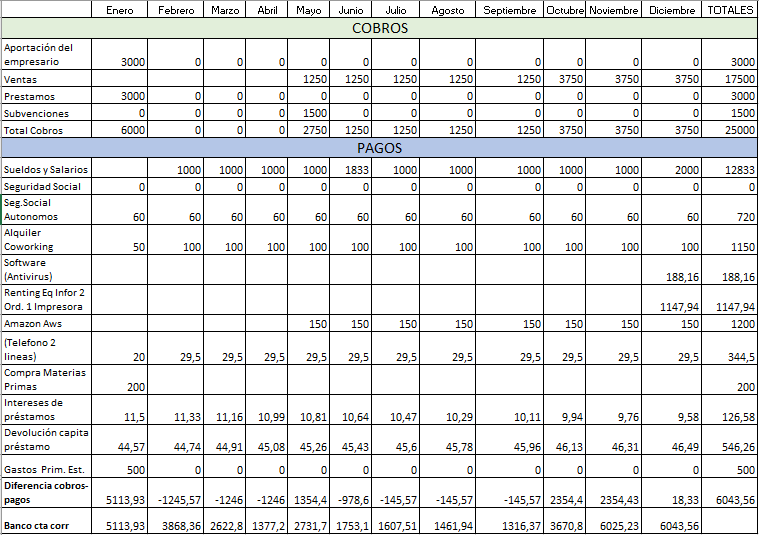 Enero Febrero Marzo Abril Mayo Junio Julio Agosto Septiembre Octubre Noviembre Diciembre TOTALES
COBROS
Aportación del
empresario 3000 0 0 0 0 0 0 0 0 0 0 0 3000
Ventas 1250 1250 1250 1250 1250 3750 3750 3750 17500
Prestamos 3000 0 0 0 0 0 0 0 0 0 0 0 3000
Subvenciones 0 0 0 0 1500 0 0 0 0 0 0 0 1500
Total Cobros 6000 0 0 0 2750 1250 1250 1250 1250 3750 3750 3750 25000
PAGOS
Sueldos y Salarios 1000 1000 1000 1000 1833 1000 1000 1000 1000 1000 2000 12833
Seguridad Social 0 0 0 0 0 0 0 0 0 0 0 0 0
Seg.Social
Autonomos 60 60 60 60 60 60 60 60 60 60 60 60 720
Alquiler
Coworking 50 100 100 100 100 100 100 100 100 100 100 100 1150
Software
(Antivirus) 188,16 188,16
Renting Eq Infor 2
Ord. 1 Impresora 1147,94 1147,94
Amazon Aws 150 150 150 150 150 150 150 150 1200
(Telefono 2
lineas) 20 29,5 29,5 29,5 29,5 29,5 29,5 29,5 29,5 29,5 29,5 29,5 344,5
Compra Materias
Primas 200 200
Intereses de
préstamos 11,5 11,33 11,16 10,99 10,81 10,64 10,47 10,29 10,11 9,94 9,76 9,58 126,58
Devolución capita
préstamo 44,57 44,74 44,91 45,08 45,26 45,43 45,6 45,78 45,96 46,13 46,31 46,49 546,26
Gastos Prim. Est. 500 0 0 0 0 0 0 0 0 0 0 0 500
Diferencia cobros-
pagos 5113,93 -1245,57 -1246 -1246 1354,4 -978,6 -145,57 -145,57 -145,57 2354,4 2354,43 18,33 6043,56
Banco cta corr 5113,93 3868,36 2622,8 1377,2 2731,7 1753,1 1607,51 1461,94 1316,37 3670,8 6025,23 6043,56